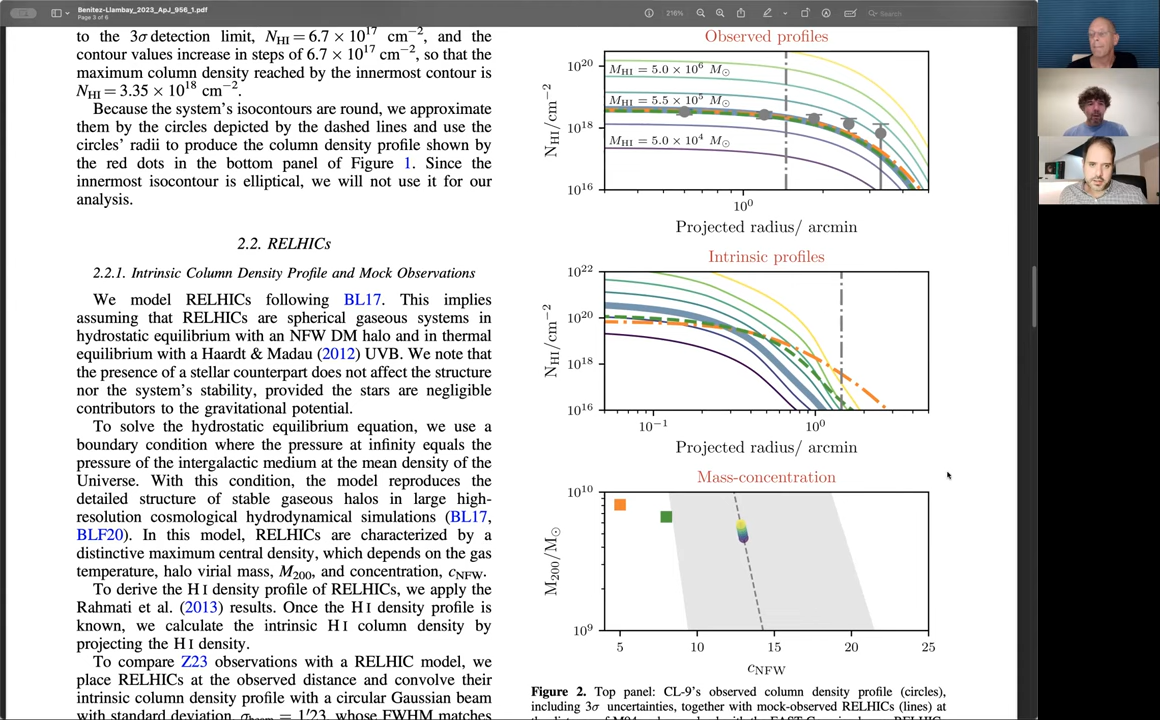 Benitez-Llambay_2023_ApJ_956_1.pdf
Page 3 of 6
216%
Search
to the 3σ detection limit, N_HI = 6.7 × 10^17 cm^−2, and the
contour values increase in steps of 6.7 × 10^17 cm^−2, so that the
maximum column density reached by the innermost contour is
N_HI = 3.35 × 10^18 cm^−2.
Because the system's isocontours are round, we approximate
them by the circles depicted by the dashed lines and use the
circles' radii to produce the column density profile shown by
the red dots in the bottom panel of Figure 1. Since the
innermost isocontour is elliptical, we will not use it for our
analysis.
2.2. RELHICs
2.2.1. Intrinsic Column Density Profile and Mock Observations
We model RELHICs following BL17. This implies
assuming that RELHICs are spherical gaseous systems in
hydrostatic equilibrium with an NFW DM halo and in thermal
equilibrium with a Haardt & Madau (2012) UVB. We note that
the presence of a stellar counterpart does not affect the structure
nor the system's stability, provided the stars are negligible
contributors to the gravitational potential.
To solve the hydrostatic equilibrium equation, we use a
boundary condition where the pressure at infinity equals the
pressure of the intergalactic medium at the mean density of the
Universe. With this condition, the model reproduces the
detailed structure of stable gaseous halos in large high-
resolution cosmological hydrodynamical simulations (BL17,
BLF20). In this model, RELHICs are characterized by a
distinctive maximum central density, which depends on the gas
temperature, halo virial mass, M_200, and concentration, c_NFW.
To derive the H I density profile of RELHICs, we apply the
Rahmati et al. (2013) results. Once the H I density profile is
known, we calculate the intrinsic H I column density by
projecting the H I density.
To compare Z23 observations with a RELHIC model, we
place RELHICs at the observed distance and convolve their
intrinsic column density profile with a circular Gaussian beam
with standard deviation, σ_beam = 1′.23, whose FWHM matches
Observed profiles
N_HI/cm^−2
10^20
10^18
10^16
M_HI = 5.0 × 10^6 M_⊙
M_HI = 5.5 × 10^5 M_⊙
M_HI = 5.0 × 10^4 M_⊙
10^0
Projected radius/ arcmin
Intrinsic profiles
N_HI/cm^−2
10^22
10^20
10^18
10^16
10^−1 10^0
Projected radius/ arcmin
Mass-concentration
M_200/M_⊙
10^10
10^9
5 10 15 20 25
c_NFW
Figure 2. Top panel: CL-9's observed column density profile (circles),
including 3σ uncertainties, together with mock-observed RELHICs (lines) at